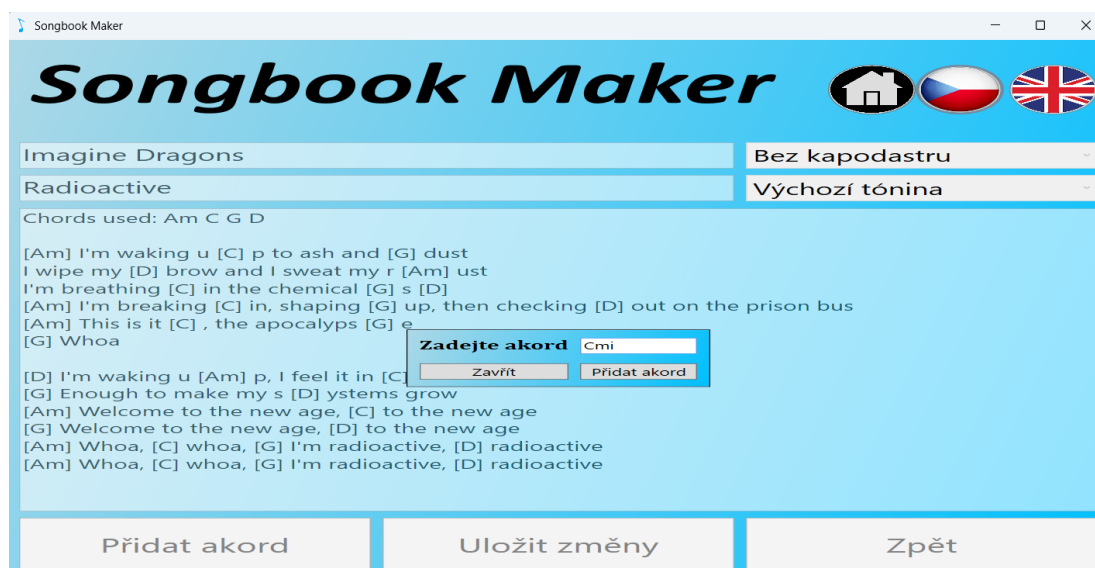 Songbook Maker
Songbook Maker
Imagine Dragons
Bez kapodastru
Radioactive
Výchozí tónina
Chords used: Am C G D
[Am] I'm waking u [C] p to ash and [G] dust
I wipe my [D] brow and I sweat my r [Am] ust
I'm breathing [C] in the chemical [G] s [D]
[Am] I'm breaking [C] in, shaping [G] up, then checking [D] out on the prison bus
[Am] This is it [C] , the apocalyps [G] e
[G] Whoa
[D] I'm waking u [Am] p, I feel it in [C]
[G] Enough to make my s [D] ystems grow
[Am] Welcome to the new age, [C] to the new age
[G] Welcome to the new age, [D] to the new age
[Am] Whoa, [C] whoa, [G] I'm radioactive, [D] radioactive
[Am] Whoa, [C] whoa, [G] I'm radioactive, [D] radioactive
Zadejte akord Cmi
Zavřít Přidat akord
Přidat akord
Uložit změny
Zpět